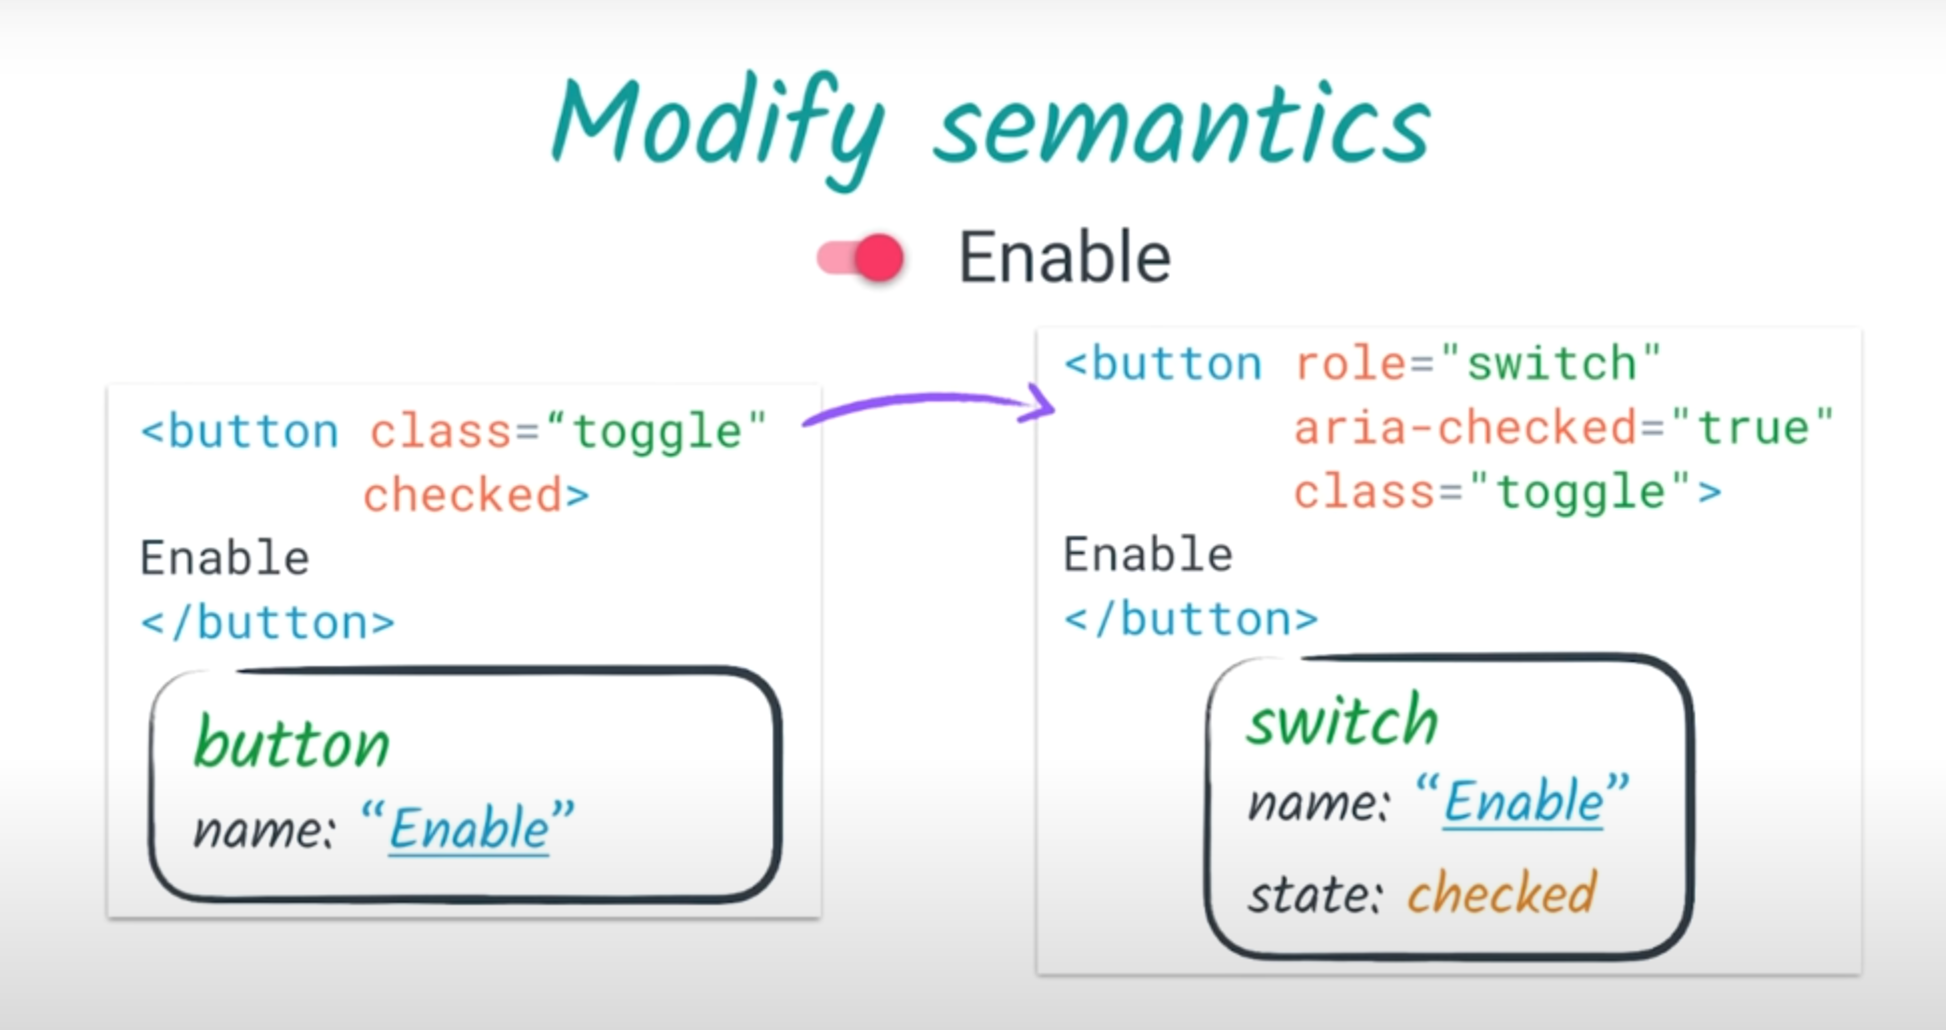 Modify semantics
Enable
<button class=“toggle"
checked>
Enable
</button>
button
name: “Enable”
<button role="switch"
aria-checked="true"
class="toggle">
Enable
</button>
switch
name: “Enable”
state: checked